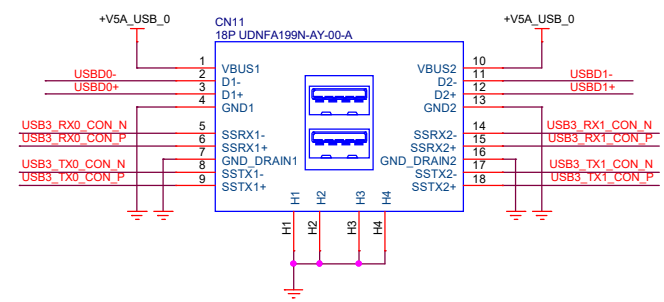 CN11
18P UDNFA199N-AY-00-A
+V5A_USB_0
+V5A_USB_0
1 VBUS1 VBUS2 10
USBD0- 2 D1- D2- 11 USBD1-
USBD0+ 3 D1+ D2+ 12 USBD1+
4 GND1 GND2 13
USB3_RX0_CON_N 5 SSRX1- SSRX2- 14 USB3_RX1_CON_N
USB3_RX0_CON_P 6 SSRX1+ SSRX2+ 15 USB3_RX1_CON_P
7 GND_DRAIN1 GND_DRAIN2 16
USB3_TX0_CON_N 8 SSTX1- SSTX2- 17 USB3_TX1_CON_N
USB3_TX0_CON_P 9 SSTX1+ SSTX2+ 18 USB3_TX1_CON_P
H1 H2 H3 H4
H1 H2 H3 H4